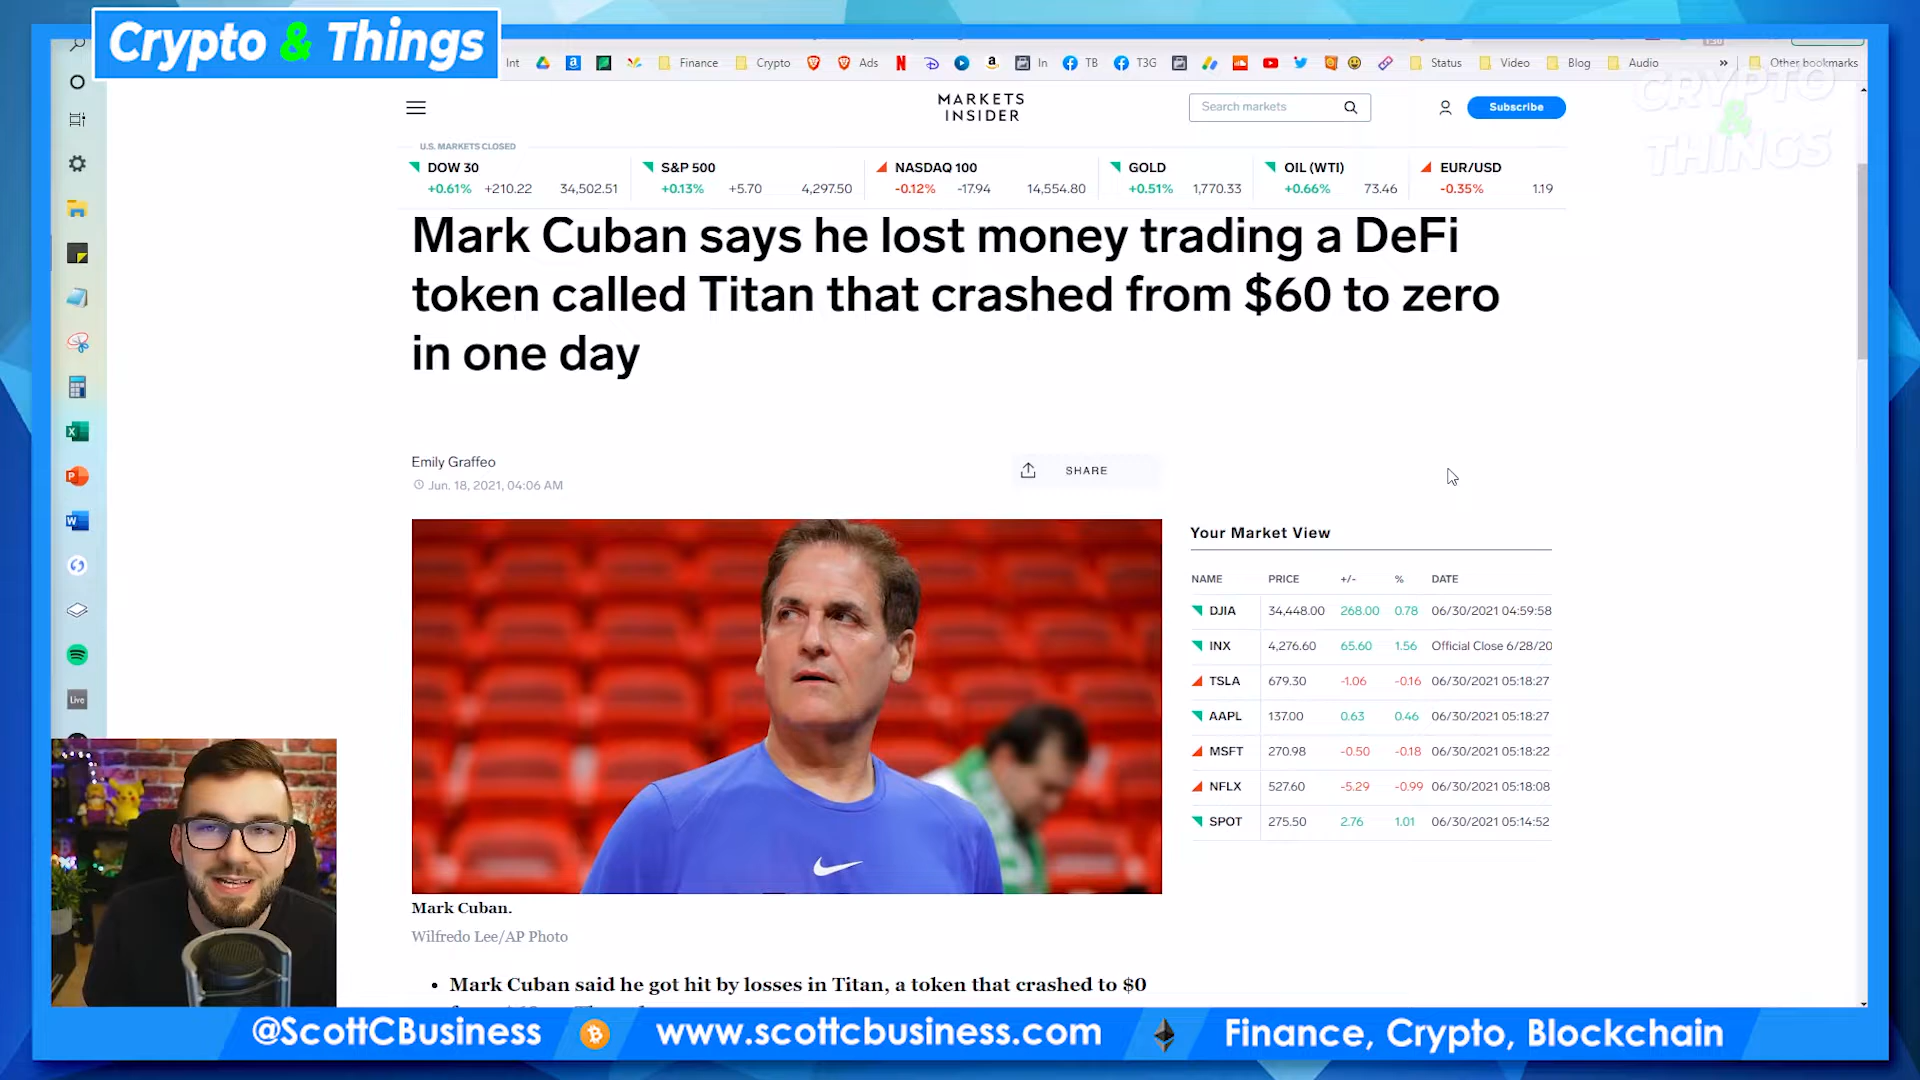 Crypto & Things
Int
Finance
Crypto
Ads
In
TB
T3G
Status
Video
Blog
Audio
»
Other bookmarks
CRYPTO
&
THINGS
MARKETS
INSIDER
Search markets
Subscribe
U.S. MARKETS CLOSED
DOW 30
+0.61% +210.22 34,502.51
S&P 500
+0.13% +5.70 4,297.50
NASDAQ 100
-0.12% -17.94 14,554.80
GOLD
+0.51% 1,770.33
OIL (WTI)
+0.66% 73.46
EUR/USD
-0.35% 1.19
Mark Cuban says he lost money trading a DeFi
token called Titan that crashed from $60 to zero
in one day
Emily Graffeo
Jun. 18, 2021, 04:06 AM
SHARE
Your Market View
NAME PRICE +/- % DATE
DJIA 34,448.00 268.00 0.78 06/30/2021 04:59:58
INX 4,276.60 65.60 1.56 Official Close 6/28/20
TSLA 679.30 -1.06 -0.16 06/30/2021 05:18:27
AAPL 137.00 0.63 0.46 06/30/2021 05:18:27
MSFT 270.98 -0.50 -0.18 06/30/2021 05:18:22
NFLX 527.60 -5.29 -0.99 06/30/2021 05:18:08
SPOT 275.50 2.76 1.01 06/30/2021 05:14:52
Live
Mark Cuban.
Wilfredo Lee/AP Photo
• Mark Cuban said he got hit by losses in Titan, a token that crashed to $0
@ScottCBusiness
www.scottcbusiness.com
Finance, Crypto, Blockchain